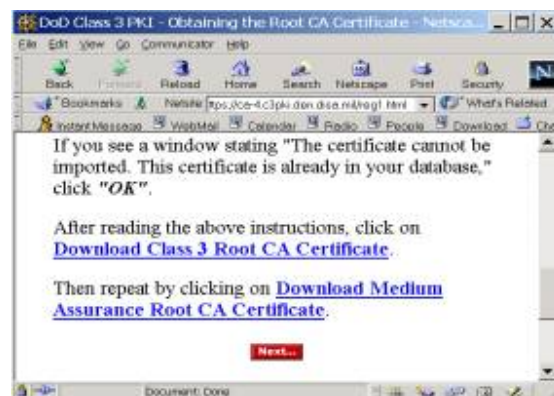 DoD Class 3 PKI - Obtaining the Root CA Certificate - Netsca...
File Edit View Go Communicator Help
Back Forward Reload Home Search Netscape Print Security
Bookmarks Netsite: What's Related
Instant Message WebMail Calendar Radio People Download
If you see a window stating "The certificate cannot be
imported. This certificate is already in your database,"
click "OK".
After reading the above instructions, click on
Download Class 3 Root CA Certificate.
Then repeat by clicking on Download Medium
Assurance Root CA Certificate.
Next...
Document: Done